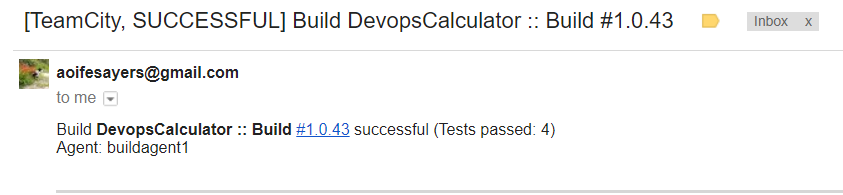 [TeamCity, SUCCESSFUL] Build DevopsCalculator :: Build #1.0.43 Inbox x
aoifesayers@gmail.com
to me
Build DevopsCalculator :: Build #1.0.43 successful (Tests passed: 4)
Agent: buildagent1